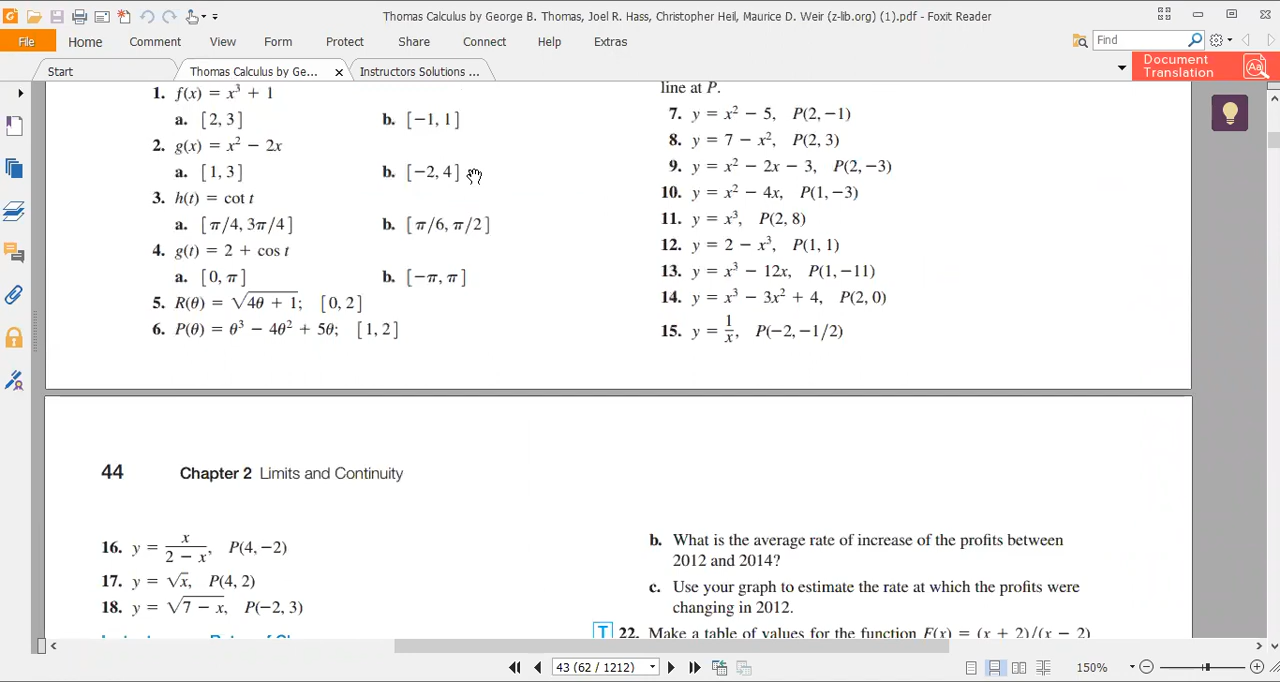 Thomas Calculus by George B. Thomas, Joel R. Hass, Christopher Heil, Maurice D. Weir (z-lib.org) (1).pdf - Foxit Reader
File Home Comment View Form Protect Share Connect Help Extras
Find
Start
Thomas Calculus by Ge...
Instructors Solutions ...
Document Translation
1. f(x) = x³ + 1
a. [2, 3] b. [−1, 1]
2. g(x) = x² − 2x
a. [1, 3] b. [−2, 4]
3. h(t) = cot t
a. [π/4, 3π/4] b. [π/6, π/2]
4. g(t) = 2 + cos t
a. [0, π] b. [−π, π]
5. R(θ) = √(4θ + 1); [0, 2]
6. P(θ) = θ³ − 4θ² + 5θ; [1, 2]
line at P.
7. y = x² − 5, P(2, −1)
8. y = 7 − x², P(2, 3)
9. y = x² − 2x − 3, P(2, −3)
10. y = x² − 4x, P(1, −3)
11. y = x³, P(2, 8)
12. y = 2 − x³, P(1, 1)
13. y = x³ − 12x, P(1, −11)
14. y = x³ − 3x² + 4, P(2, 0)
15. y = 1/x, P(−2, −1/2)
44 Chapter 2 Limits and Continuity
16. y = x/(2 − x), P(4, −2)
17. y = √x, P(4, 2)
18. y = √(7 − x), P(−2, 3)
b. What is the average rate of increase of the profits between
2012 and 2014?
c. Use your graph to estimate the rate at which the profits were
changing in 2012.
T 22. Make a table of values for the function F(x) = (x + 2)/(x − 2)
43 (62 / 1212)
150%